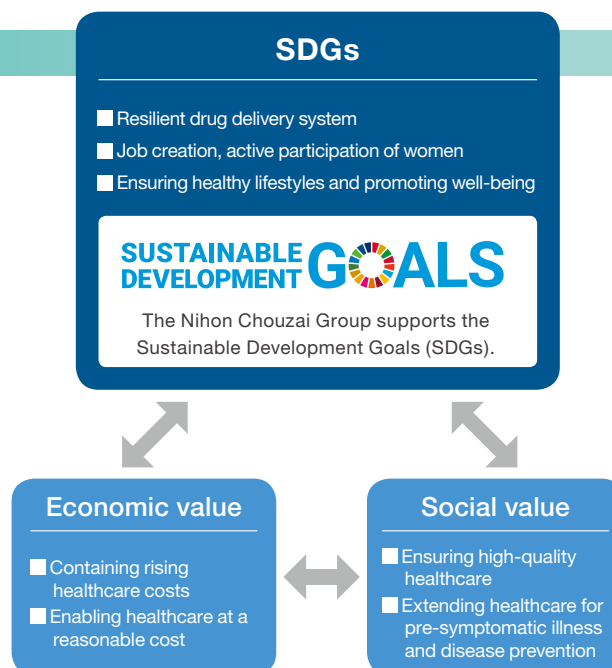 SDGs
Resilient drug delivery system
Job creation, active participation of women
Ensuring healthy lifestyles and promoting well-being
SUSTAINABLE
DEVELOPMENT
GOALS
The Nihon Chouzai Group supports the
Sustainable Development Goals (SDGs).
Economic value
Containing rising
healthcare costs
Enabling healthcare at a
reasonable cost
Social value
Ensuring high-quality
healthcare
Extending healthcare for
pre-symptomatic illness
and disease prevention